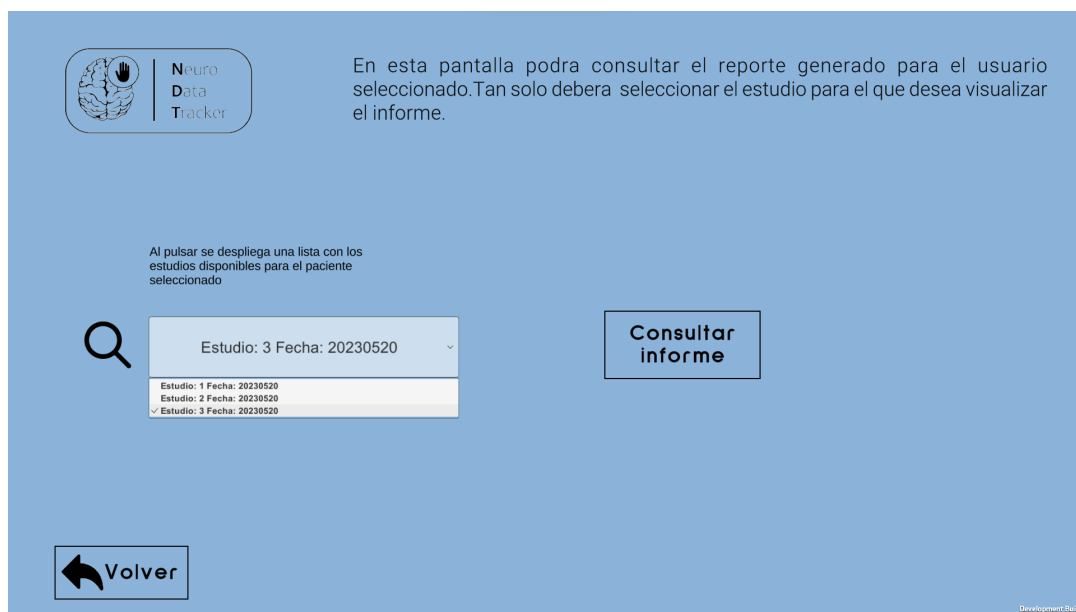 Neuro
Data
Tracker
En esta pantalla podra consultar el reporte generado para el usuario
seleccionado.Tan solo debera seleccionar el estudio para el que desea visualizar
el informe.
Al pulsar se despliega una lista con los
estudios disponibles para el paciente
seleccionado
Estudio: 3 Fecha: 20230520
Estudio: 1 Fecha: 20230520
Estudio: 2 Fecha: 20230520
Estudio: 3 Fecha: 20230520
Consultar
informe
Volver
Development